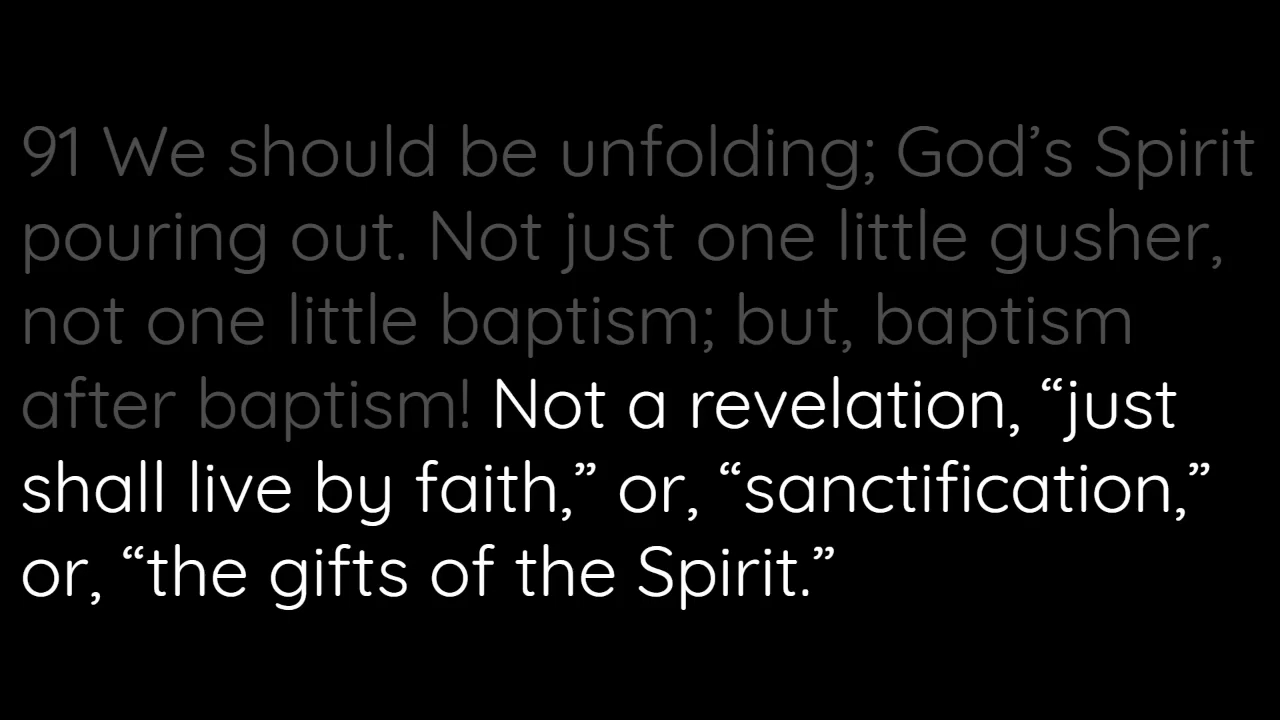 91 We should be unfolding; God’s Spirit
pouring out. Not just one little gusher,
not one little baptism; but, baptism
after baptism! Not a revelation, “just
shall live by faith,” or, “sanctification,”
or, “the gifts of the Spirit.”